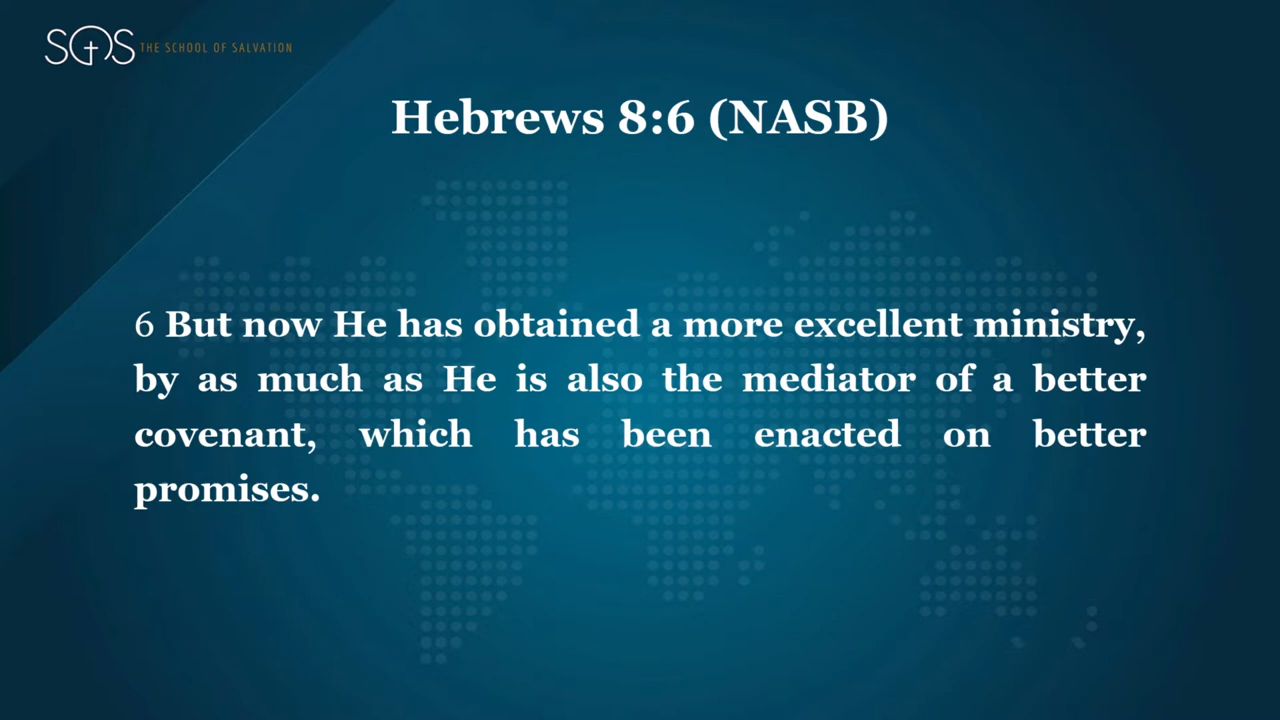 SOS THE SCHOOL OF SALVATION
Hebrews 8:6 (NASB)
6 But now He has obtained a more excellent ministry,
by as much as He is also the mediator of a better
covenant, which has been enacted on better
promises.